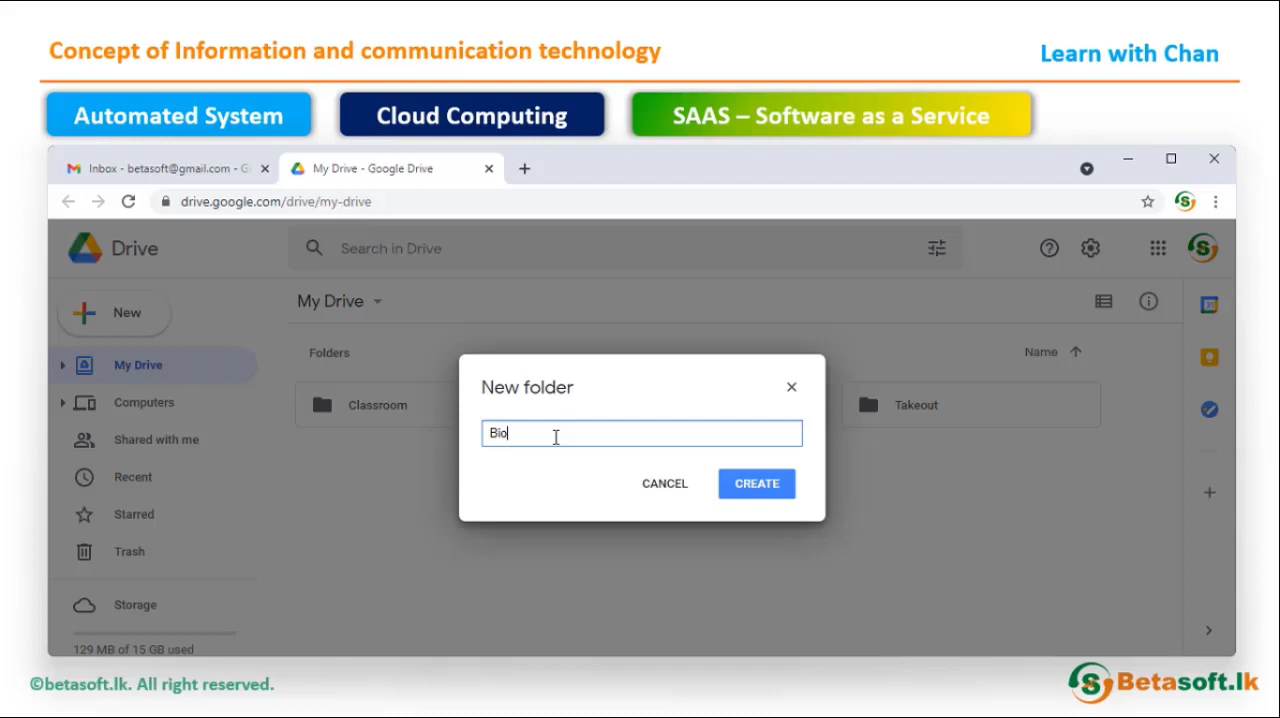 Concept of Information and communication technology
Learn with Chan
Automated System
Cloud Computing
SAAS – Software as a Service
Inbox - betasoft@gmail.com - G
My Drive - Google Drive
drive.google.com/drive/my-drive
Drive
Search in Drive
New
My Drive
Folders
Name
My Drive
Computers
Classroom
Takeout
New folder
Bio
CANCEL
CREATE
Shared with me
Recent
Starred
Trash
Storage
129 MB of 15 GB used
©betasoft.lk. All right reserved.
Betasoft.lk